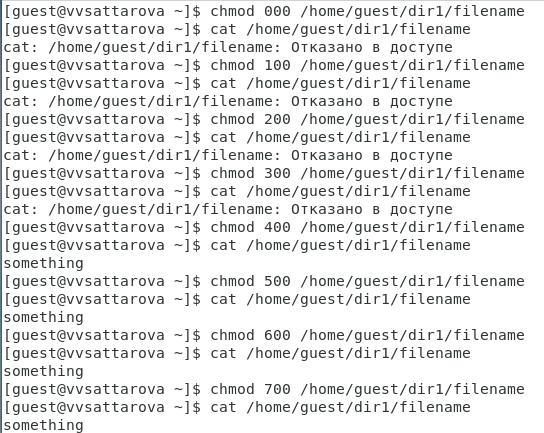 [guest@vvsattarova ~]$ chmod 000 /home/guest/dir1/filename
[guest@vvsattarova ~]$ cat /home/guest/dir1/filename
cat: /home/guest/dir1/filename: Отказано в доступе
[guest@vvsattarova ~]$ chmod 100 /home/guest/dir1/filename
[guest@vvsattarova ~]$ cat /home/guest/dir1/filename
cat: /home/guest/dir1/filename: Отказано в доступе
[guest@vvsattarova ~]$ chmod 200 /home/guest/dir1/filename
[guest@vvsattarova ~]$ cat /home/guest/dir1/filename
cat: /home/guest/dir1/filename: Отказано в доступе
[guest@vvsattarova ~]$ chmod 300 /home/guest/dir1/filename
[guest@vvsattarova ~]$ cat /home/guest/dir1/filename
cat: /home/guest/dir1/filename: Отказано в доступе
[guest@vvsattarova ~]$ chmod 400 /home/guest/dir1/filename
[guest@vvsattarova ~]$ cat /home/guest/dir1/filename
something
[guest@vvsattarova ~]$ chmod 500 /home/guest/dir1/filename
[guest@vvsattarova ~]$ cat /home/guest/dir1/filename
something
[guest@vvsattarova ~]$ chmod 600 /home/guest/dir1/filename
[guest@vvsattarova ~]$ cat /home/guest/dir1/filename
something
[guest@vvsattarova ~]$ chmod 700 /home/guest/dir1/filename
[guest@vvsattarova ~]$ cat /home/guest/dir1/filename
something